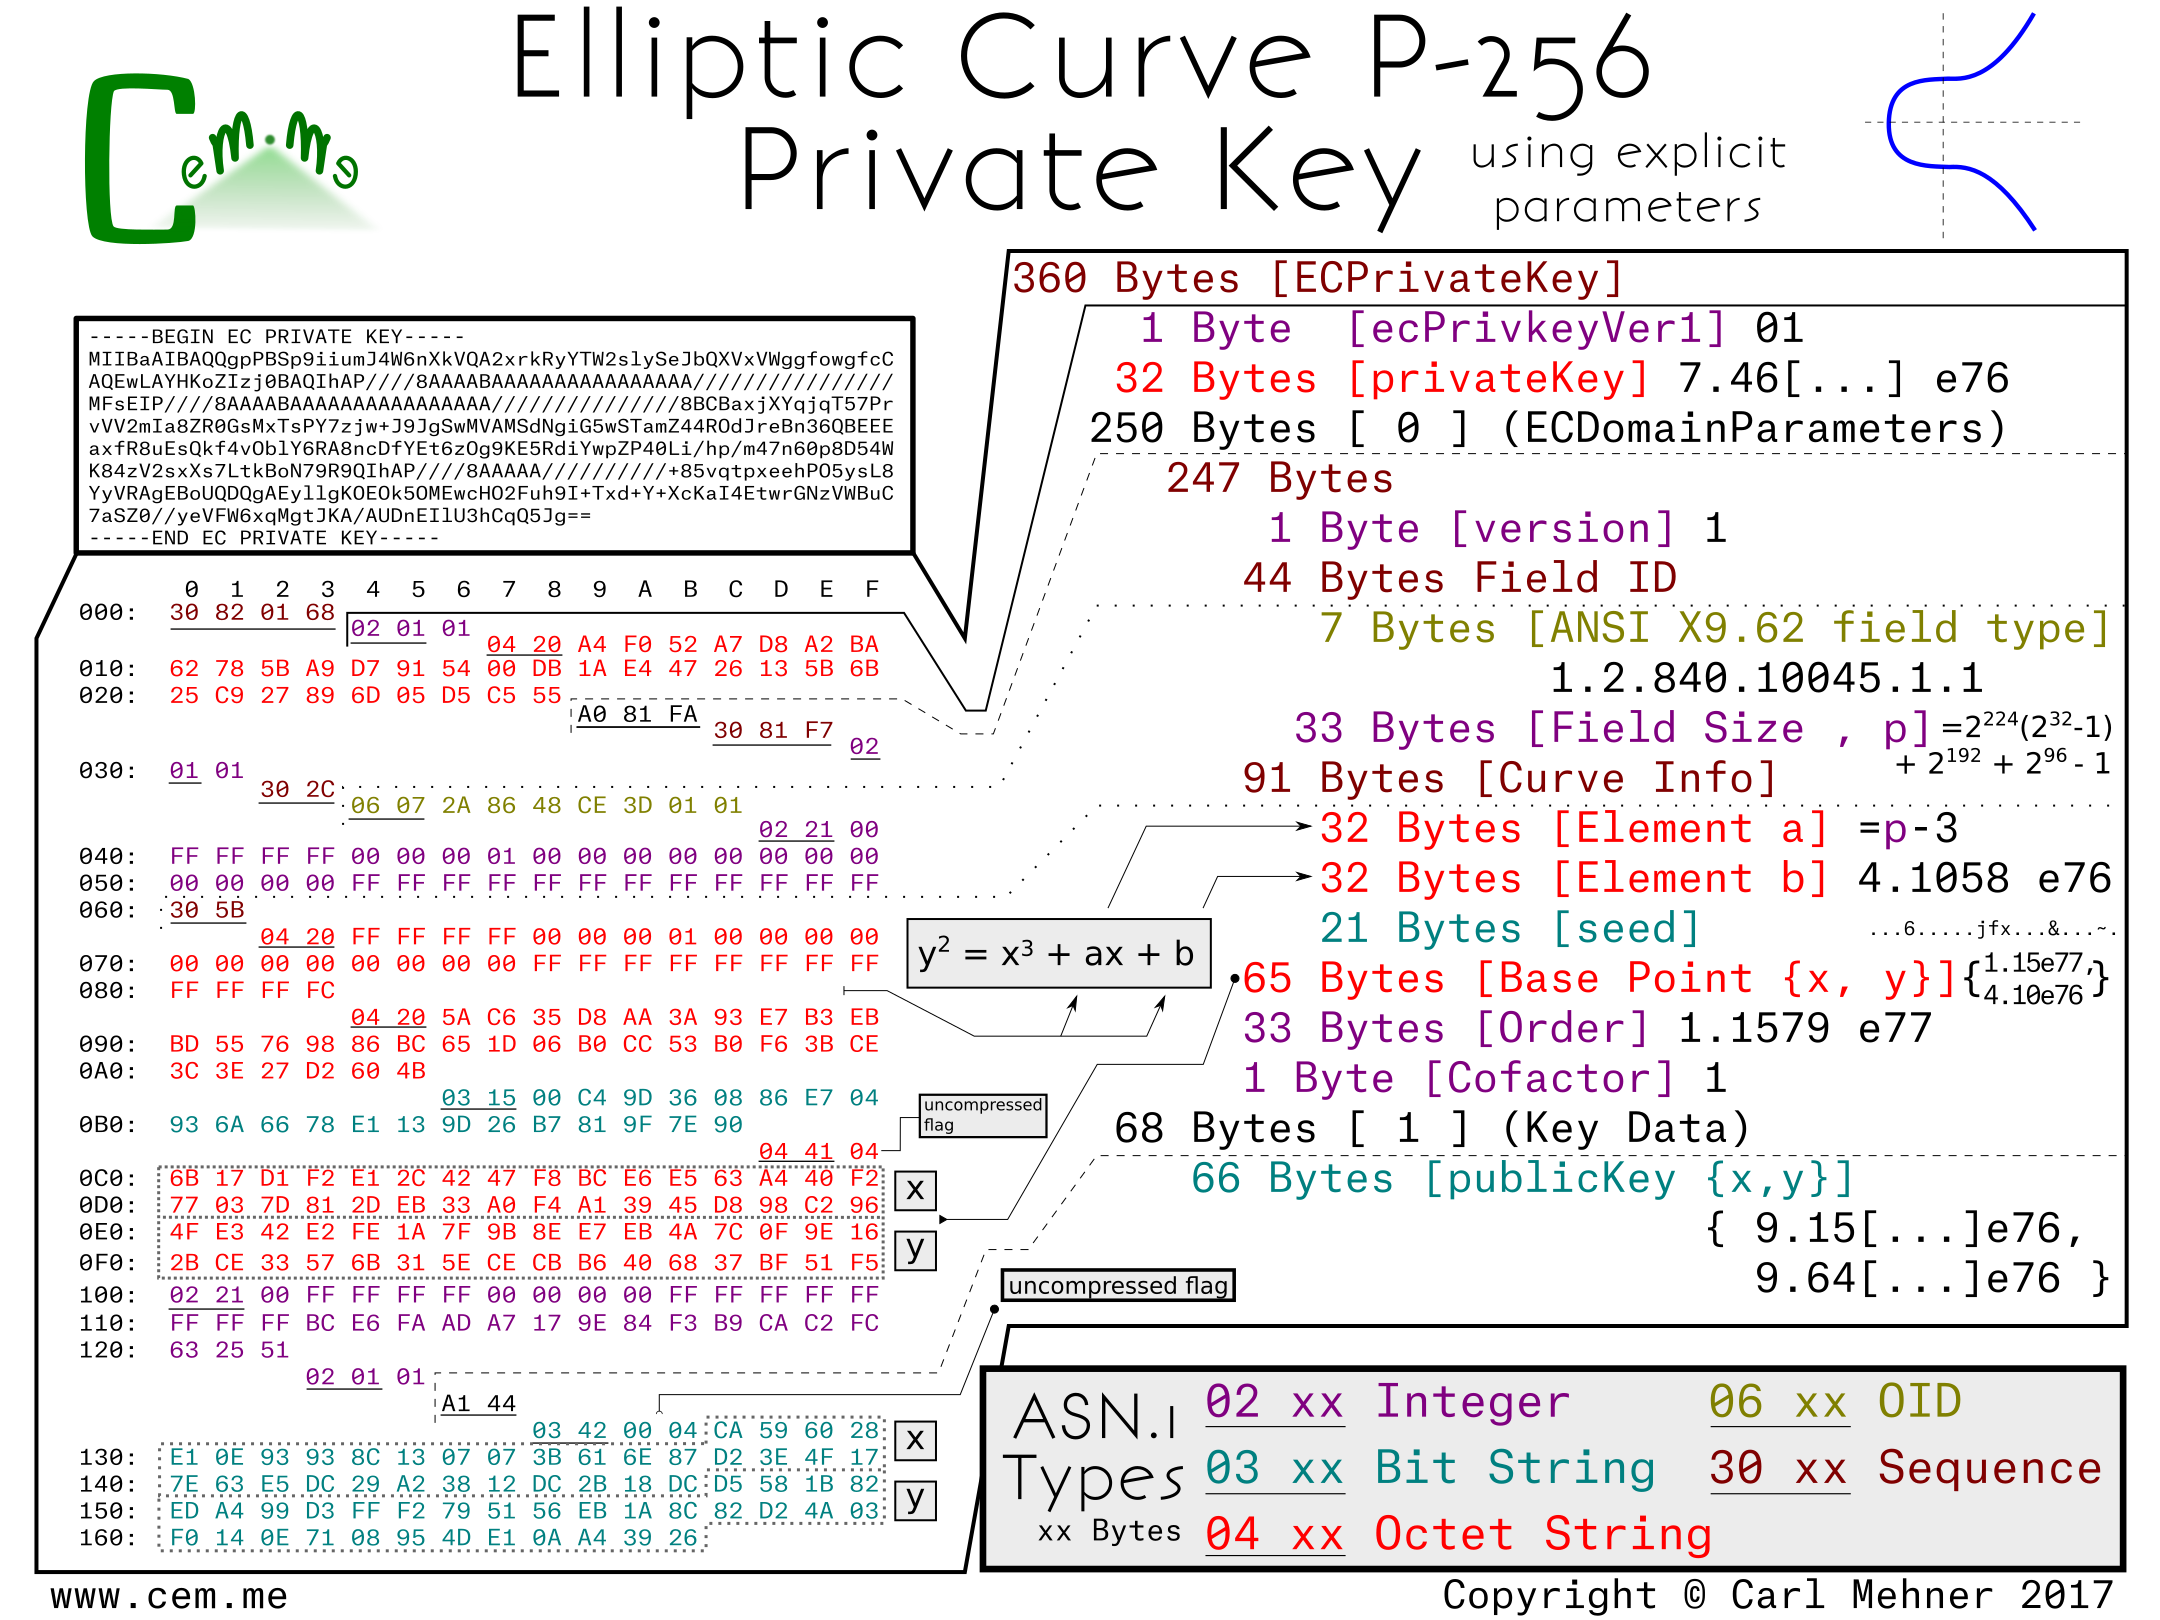 Elliptic Curve P-256
Private Key using explicit
parameters
Cemme
-----BEGIN EC PRIVATE KEY-----
MIIBaAIBAQQgpPBSp9iiumJ4W6nXkVQA2xrkRyYTW2slySeJbQXVxVWggfowgfcC
AQEwLAYHKoZIzj0BAQIhAP////8AAAABAAAAAAAAAAAAAAAA////////////////
MFsEIP////8AAAABAAAAAAAAAAAAAAAA///////////////8BCBaxjXYqjqT57Pr
vVV2mIa8ZR0GsMxTsPY7zjw+J9JgSwMVAMSdNgiG5wSTamZ44ROdJreBn36QBEEE
axfR8uEsQkf4vOblY6RA8ncDfYEt6zOg9KE5RdiYwpZP40Li/hp/m47n60p8D54W
K84zV2sxXs7LtkBoN79R9QIhAP////8AAAAA//////////+85vqtpxeehPO5ysL8
YyVRAgEBoUQDQgAEyllgKOEOk5OMEwcHO2Fuh9I+Txd+Y+XcKaI4EtwrGNzVWBuC
7aSZ0//yeVFW6xqMgtJKA/AUDnEIlU3hCqQ5Jg==
-----END EC PRIVATE KEY-----
0 1 2 3 4 5 6 7 8 9 A B C D E F
000: 30 82 01 68
02 01 01
04 20 A4 F0 52 A7 D8 A2 BA
010: 62 78 5B A9 D7 91 54 00 DB 1A E4 47 26 13 5B 6B
020: 25 C9 27 89 6D 05 D5 C5 55
A0 81 FA
30 81 F7
02
030: 01 01
30 2C
06 07 2A 86 48 CE 3D 01 01
02 21 00
040: FF FF FF FF 00 00 00 01 00 00 00 00 00 00 00 00
050: 00 00 00 00 FF FF FF FF FF FF FF FF FF FF FF FF
060: 30 5B
04 20 FF FF FF FF 00 00 00 01 00 00 00 00
070: 00 00 00 00 00 00 00 00 FF FF FF FF FF FF FF FF
080: FF FF FF FC
04 20 5A C6 35 D8 AA 3A 93 E7 B3 EB
090: BD 55 76 98 86 BC 65 1D 06 B0 CC 53 B0 F6 3B CE
0A0: 3C 3E 27 D2 60 4B
03 15 00 C4 9D 36 08 86 E7 04
0B0: 93 6A 66 78 E1 13 9D 26 B7 81 9F 7E 90
04 41 04
uncompressed
flag
0C0: 6B 17 D1 F2 E1 2C 42 47 F8 BC E6 E5 63 A4 40 F2
x
0D0: 77 03 7D 81 2D EB 33 A0 F4 A1 39 45 D8 98 C2 96
0E0: 4F E3 42 E2 FE 1A 7F 9B 8E E7 EB 4A 7C 0F 9E 16
y
0F0: 2B CE 33 57 6B 31 5E CE CB B6 40 68 37 BF 51 F5
100: 02 21 00 FF FF FF FF 00 00 00 00 FF FF FF FF FF
110: FF FF FF BC E6 FA AD A7 17 9E 84 F3 B9 CA C2 FC
120: 63 25 51
02 01 01
A1 44
uncompressed flag
03 42 00 04 CA 59 60 28
x
130: E1 0E 93 93 8C 13 07 07 3B 61 6E 87 D2 3E 4F 17
140: 7E 63 E5 DC 29 A2 38 12 DC 2B 18 DC D5 58 1B 82
y
150: ED A4 99 D3 FF F2 79 51 56 EB 1A 8C 82 D2 4A 03
160: F0 14 0E 71 08 95 4D E1 0A A4 39 26
360 Bytes [ECPrivateKey]
1 Byte [ecPrivkeyVer1] 01
32 Bytes [privateKey] 7.46[...] e76
250 Bytes [ 0 ] (ECDomainParameters)
247 Bytes
1 Byte [version] 1
44 Bytes Field ID
7 Bytes [ANSI X9.62 field type]
1.2.840.10045.1.1
33 Bytes [Field Size , p] =2²²⁴(2³²-1)
+ 2¹⁹² + 2⁹⁶ - 1
91 Bytes [Curve Info]
32 Bytes [Element a] =p-3
32 Bytes [Element b] 4.1058 e76
y² = x³ + ax + b
21 Bytes [seed] ...6.....jfx...&...~.
65 Bytes [Base Point {x, y}]{1.15e77,
4.10e76}
33 Bytes [Order] 1.1579 e77
1 Byte [Cofactor] 1
68 Bytes [ 1 ] (Key Data)
66 Bytes [publicKey {x,y}]
{ 9.15[...]e76,
9.64[...]e76 }
ASN.1
Types
xx Bytes
02 xx Integer
06 xx OID
03 xx Bit String
30 xx Sequence
04 xx Octet String
www.cem.me
Copyright © Carl Mehner 2017